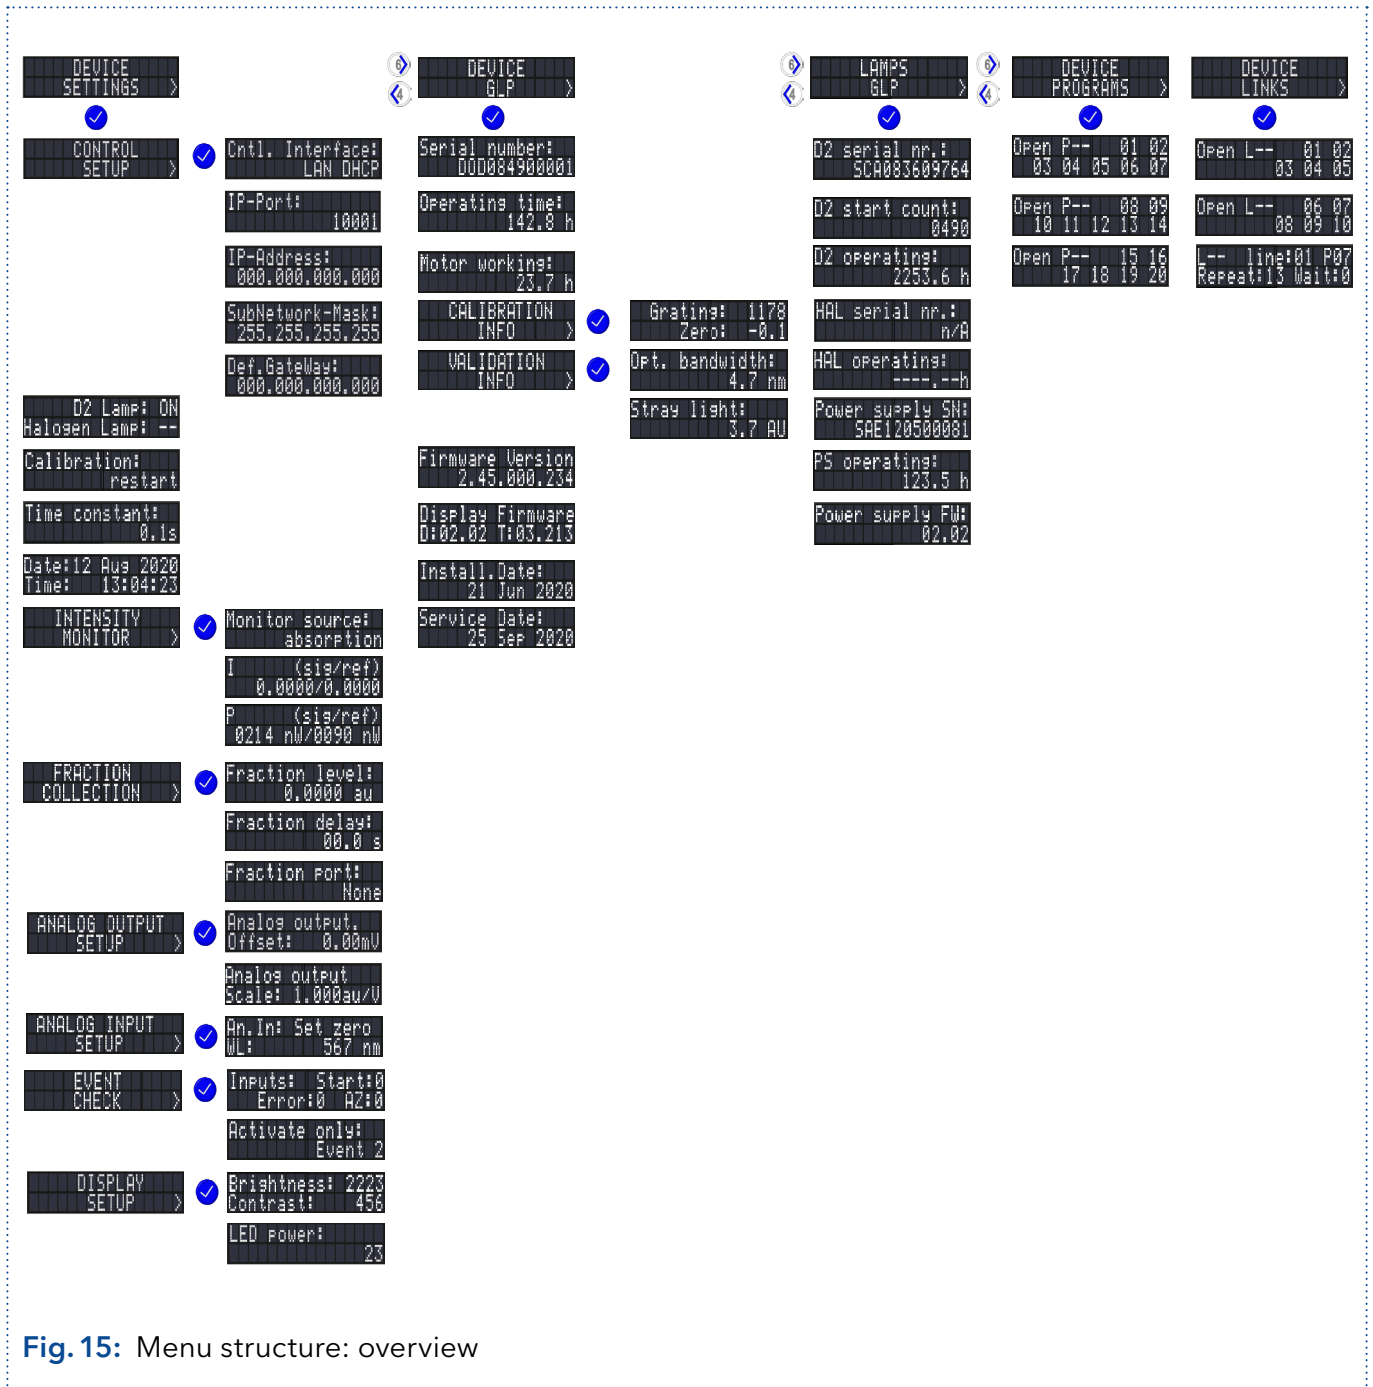 DEVICE
SETTINGS >
CONTROL
SETUP >
Cntl. Interface:
LAN DHCP
IP-Port:
10001
IP-Address:
000.000.000.000
SubNetwork-Mask:
255.255.255.255
Def.GateWay:
000.000.000.000
D2 Lamp: ON
Halogen Lamp: --
Calibration:
restart
Time constant:
0.1s
Date:12 Aug 2020
Time: 13:04:23
INTENSITY
MONITOR >
Monitor source:
absorption
I (sig/ref)
0.0000/0.0000
P (sig/ref)
0214 nW/0090 nW
FRACTION
COLLECTION >
Fraction level:
0.0000 au
Fraction delay:
00.0 s
Fraction port:
None
ANALOG OUTPUT
SETUP >
Analog output.
Offset: 0.00mV
Analog output
Scale: 1.000au/V
ANALOG INPUT
SETUP >
An.In: Set zero
WL: 567 nm
EVENT
CHECK >
Inputs: Start:0
Error:0 AZ:0
Activate only:
Event 2
DISPLAY
SETUP >
Brightness: 2223
Contrast: 456
LED power:
23
6
4
DEVICE
GLP >
Serial number:
DOD084900001
Operating time:
142.8 h
Motor working:
23.7 h
CALIBRATION
INFO >
Grating: 1178
Zero: -0.1
VALIDATION
INFO >
Opt. bandwidth:
4.7 nm
Stray light:
3.7 AU
Firmware Version
2.45.000.234
Display Firmware
D:02.02 T:03.213
Install.Date:
21 Jun 2020
Service Date:
25 Sep 2020
6
4
LAMPS
GLP >
D2 serial nr.:
SCA083609764
D2 start count:
0490
D2 operating:
2253.6 h
HAL serial nr.:
n/A
HAL operating:
----.--h
Power supply SN:
SAE120500081
PS operating:
123.5 h
Power supply FW:
02.02
6
4
DEVICE
PROGRAMS >
Open P-- 01 02
03 04 05 06 07
Open P-- 08 09
10 11 12 13 14
Open P-- 15 16
17 18 19 20
DEVICE
LINKS >
Open L-- 01 02
03 04 05
Open L-- 06 07
08 09 10
L-- line:01 P07
Repeat:13 Wait:0
Fig. 15: Menu structure: overview